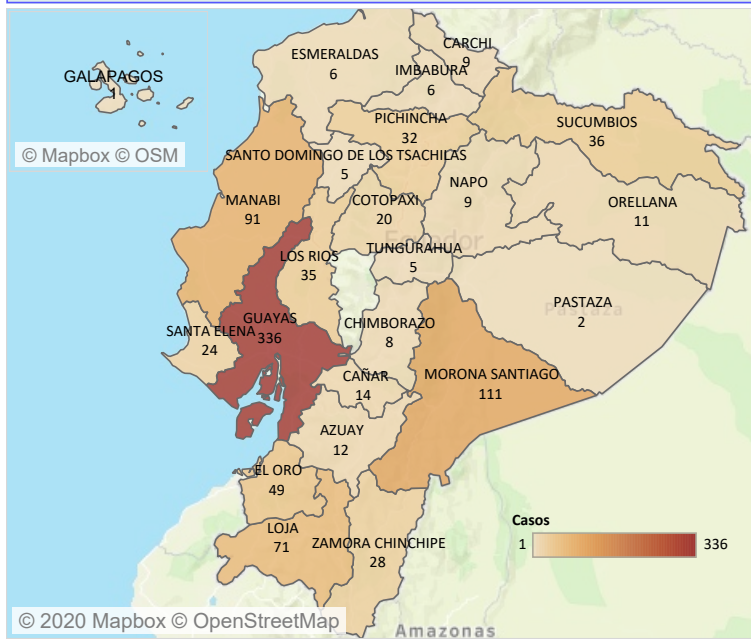 CARCHI
9
ESMERALDAS
6
IMBABURA
6
GALAPAGOS
1
PICHINCHA
32
SUCUMBIOS
36
© Mapbox © OSM
SANTO DOMINGO DE LOS TSACHILAS
5
NAPO
9
MANABI
91
COTOPAXI
20
ORELLANA
11
Ecuador
TUNGURAHUA
5
LOS RIOS
35
PASTAZA
2
Pastaza
GUAYAS
336
SANTA ELENA
24
CHIMBORAZO
8
CAÑAR
14
MORONA SANTIAGO
111
AZUAY
12
EL ORO
49
LOJA
71
ZAMORA CHINCHIPE
28
Casos
1 336
© 2020 Mapbox © OpenStreetMap
Amazonas